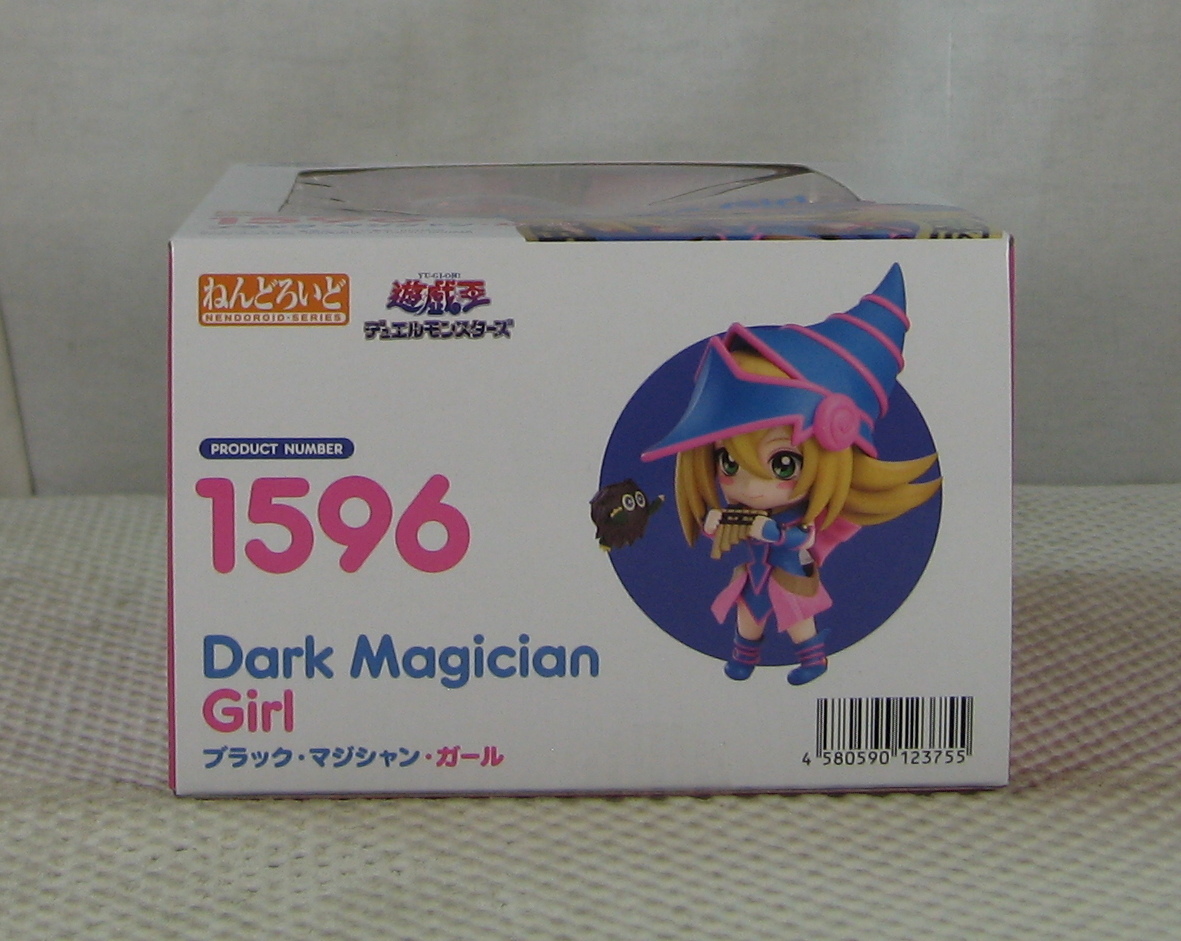 ねんどろいど
NENDOROID·SERIES
YU-GI-OH!
遊戯王
デュエルモンスターズ
PRODUCT NUMBER
1596
Dark Magician
Girl
ブラック・マジシャン・ガール
4 580590 123755